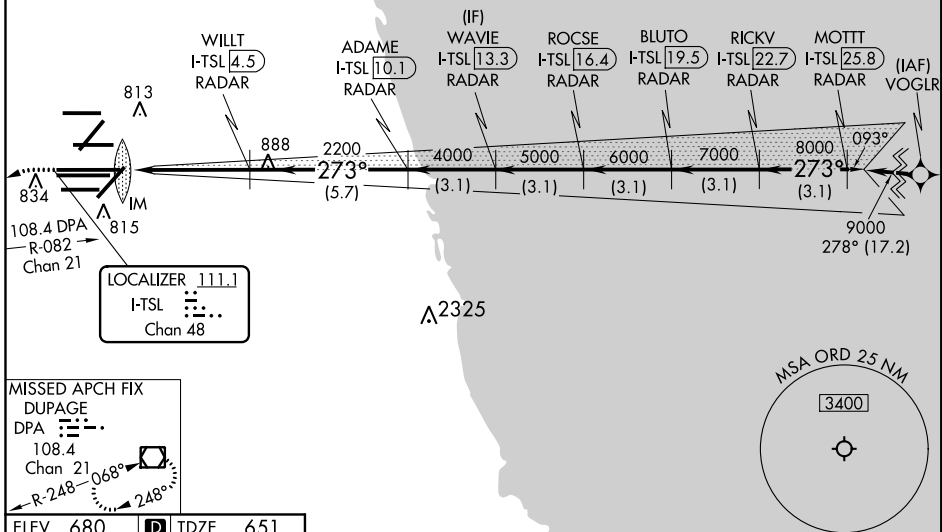 (IF)
WILLT
I-TSL 4.5
RADAR
ADAME
I-TSL 10.1
RADAR
WAVIE
I-TSL 13.3
RADAR
ROCSE
I-TSL 16.4
RADAR
BLUTO
I-TSL 19.5
RADAR
RICKV
I-TSL 22.7
RADAR
MOTTT
I-TSL 25.8
RADAR
(IAF)
VOGLR
813
888
2200
4000
5000
6000
7000
8000
093°
273°
273°
(5.7)
(3.1)
(3.1)
(3.1)
(3.1)
(3.1)
9000
278° (17.2)
834
IM
815
108.4 DPA
R-082
Chan 21
LOCALIZER 111.1
I-TSL
Chan 48
2325
MISSED APCH FIX
DUPAGE
DPA
108.4
Chan 21
R-248
068°
248°
MSA ORD 25 NM
3400
ELEV 680 D TDZE 651